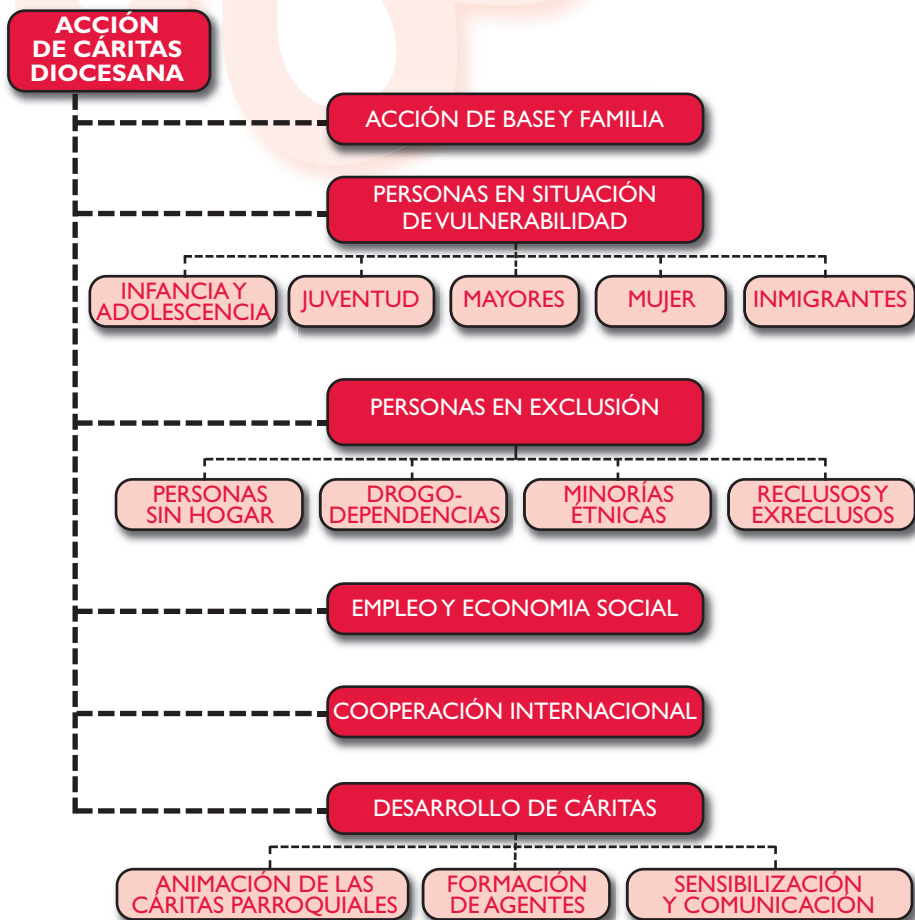 ACCIÓN
DE CÁRITAS
DIOCESANA
ACCIÓN DE BASE Y FAMILIA
PERSONAS EN SITUACIÓN
DE VULNERABILIDAD
INFANCIA Y
ADOLESCENCIA
JUVENTUD
MAYORES
MUJER
INMIGRANTES
PERSONAS EN EXCLUSIÓN
PERSONAS
SIN HOGAR
DROGO-
DEPENDENCIAS
MINORÍAS
ÉTNICAS
RECLUSOS Y
EXRECLUSOS
EMPLEO Y ECONOMIA SOCIAL
COOPERACIÓN INTERNACIONAL
DESARROLLO DE CÁRITAS
ANIMACIÓN DE LAS
CÁRITAS PARROQUIALES
FORMACIÓN
DE AGENTES
SENSIBILIZACIÓN
Y COMUNICACIÓN